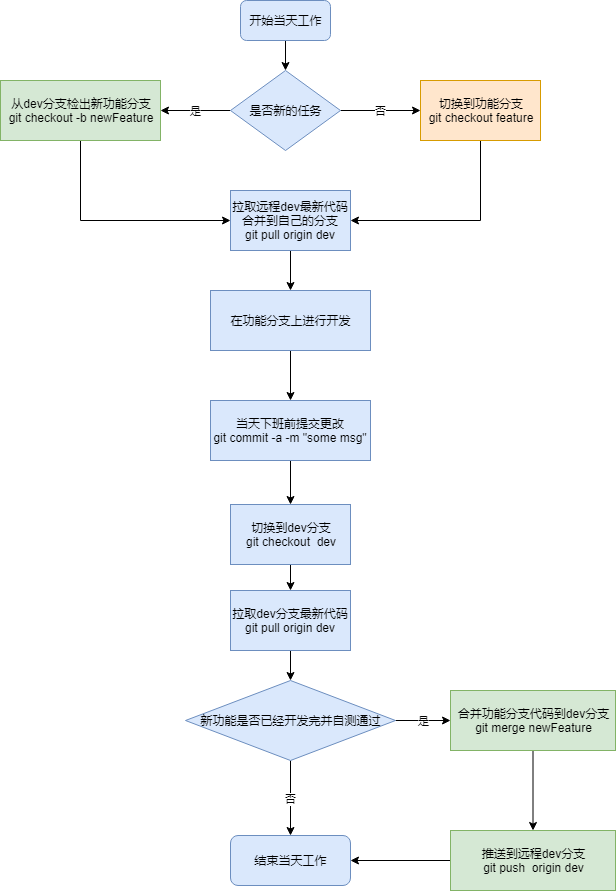 开始当天工作
从dev分支检出新功能分支
git checkout -b newFeature
是
是否新的任务
否
切换到功能分支
git checkout feature
拉取远程dev最新代码
合并到自己的分支
git pull origin dev
在功能分支上进行开发
当天下班前提交更改
git commit -a -m "some msg"
切换到dev分支
git checkout  dev
拉取dev分支最新代码
git pull origin dev
新功能是否已经开发完并自测通过
是
合并功能分支代码到dev分支
git merge newFeature
否
结束当天工作
推送到远程dev分支
git push  origin dev